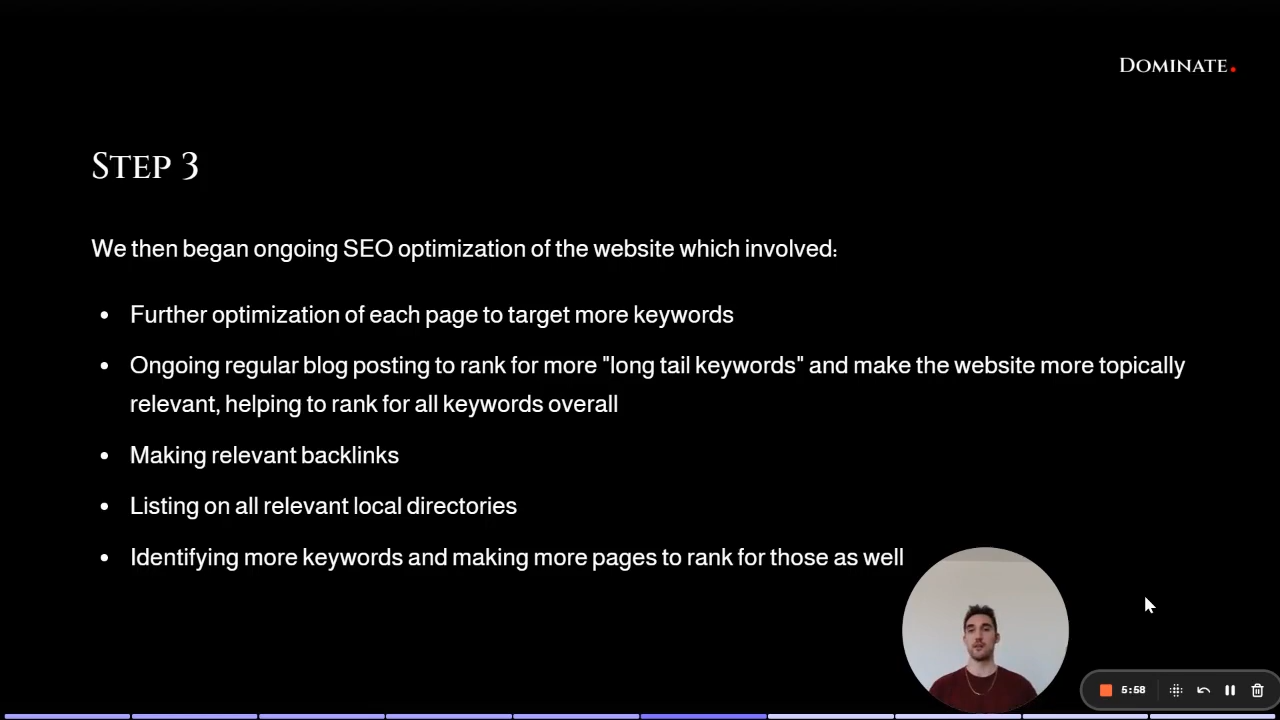 DOMINATE.
STEP 3
We then began ongoing SEO optimization of the website which involved:
• Further optimization of each page to target more keywords
• Ongoing regular blog posting to rank for more "long tail keywords" and make the website more topically
relevant, helping to rank for all keywords overall
• Making relevant backlinks
• Listing on all relevant local directories
• Identifying more keywords and making more pages to rank for those as well
5:58